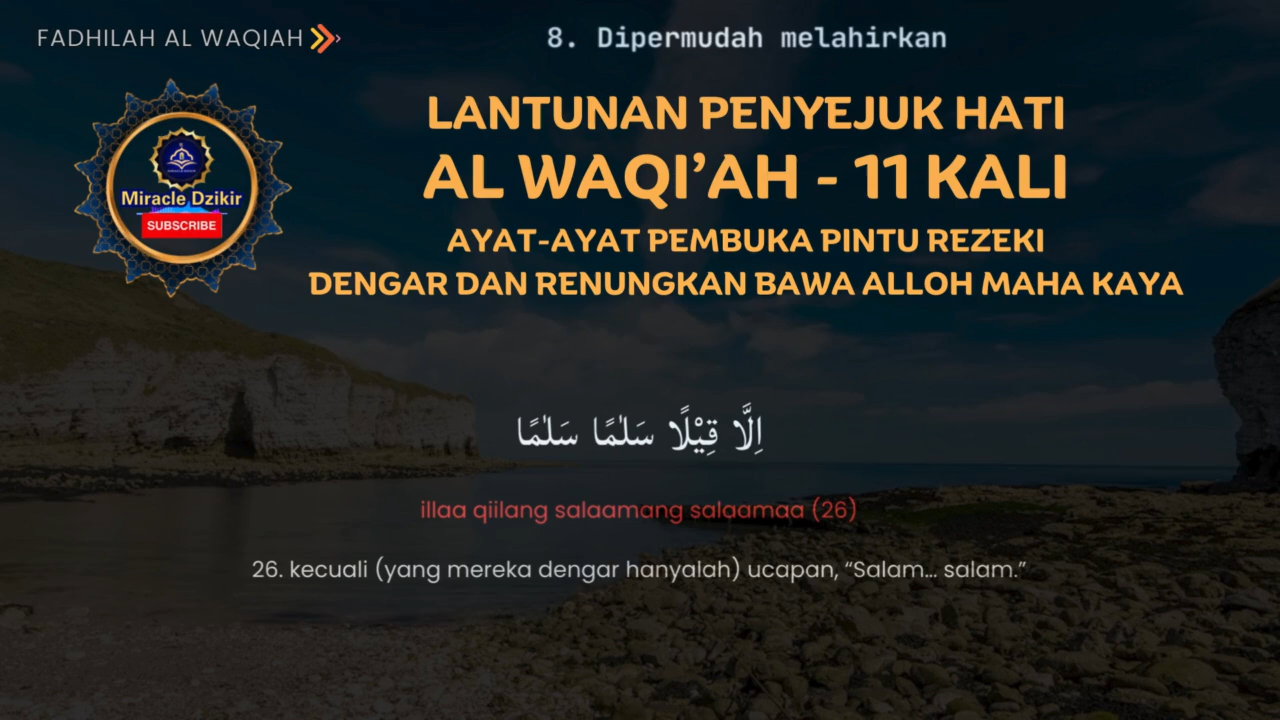 FADHILAH AL WAQIAH
8. Dipermudah melahirkan
Miracle Dzikir
SUBSCRIBE
LANTUNAN PENYEJUK HATI
AL WAQI’AH - 11 KALI
AYAT-AYAT PEMBUKA PINTU REZEKI
DENGAR DAN RENUNGKAN BAWA ALLOH MAHA KAYA
اِلَّا قِيْلًا سَلٰمًا سَلٰمًا
illaa qiilang salaamang salaamaa (26)
26. kecuali (yang mereka dengar hanyalah) ucapan, “Salam… salam.”